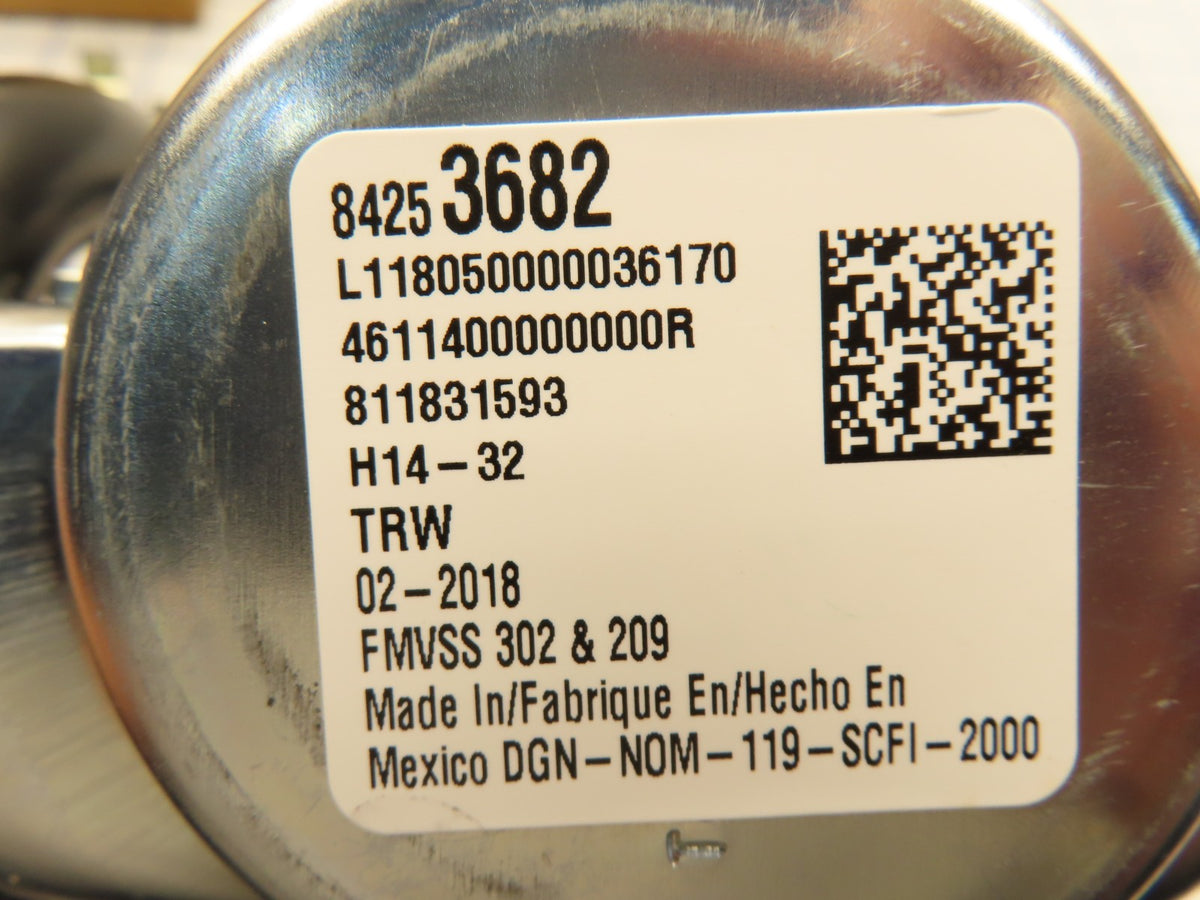 8425 3682
L118050000036170
4611400000000R
811831593
H14-32
TRW
02-2018
FMVSS 302 & 209
Made In/Fabrique En/Hecho En
Mexico DGN-NOM-119-SCFI-2000